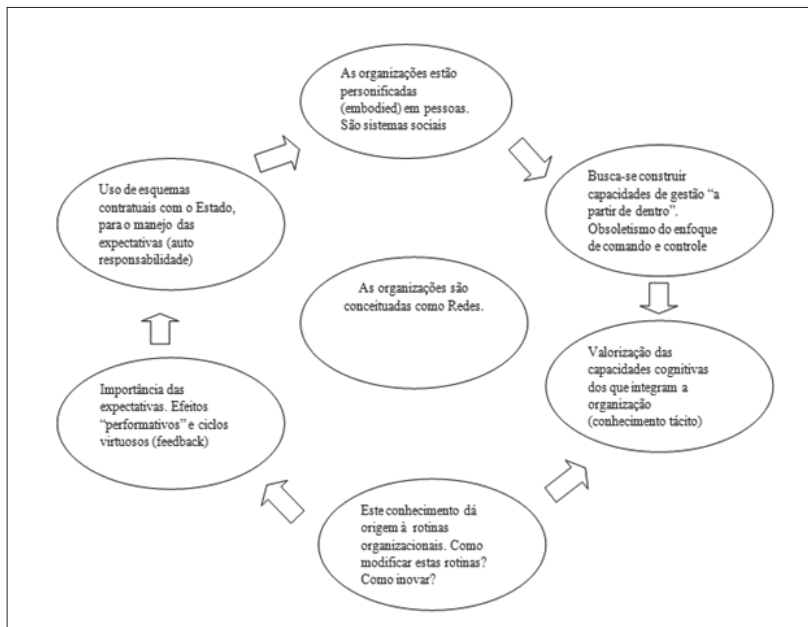 As organizações estão
personificadas
(embodied) em pessoas.
São sistemas sociais
Busca-se construir
capacidades de gestão “a
partir de dentro”.
Obsoletismo do enfoque
de comando e controle
Valorização das
capacidades cognitivas
dos que integram a
organização
(conhecimento tácito)
Este conhecimento dá
origem à rotinas
organizacionais. Como
modificar estas rotinas?
Como inovar?
Importância das
expectativas. Efeitos
“performativos” e ciclos
virtuosos (feedback)
Uso de esquemas
contratuais com o Estado,
para o manejo das
expectativas (auto
responsabilidade)
As organizações são
conceituadas como Redes.